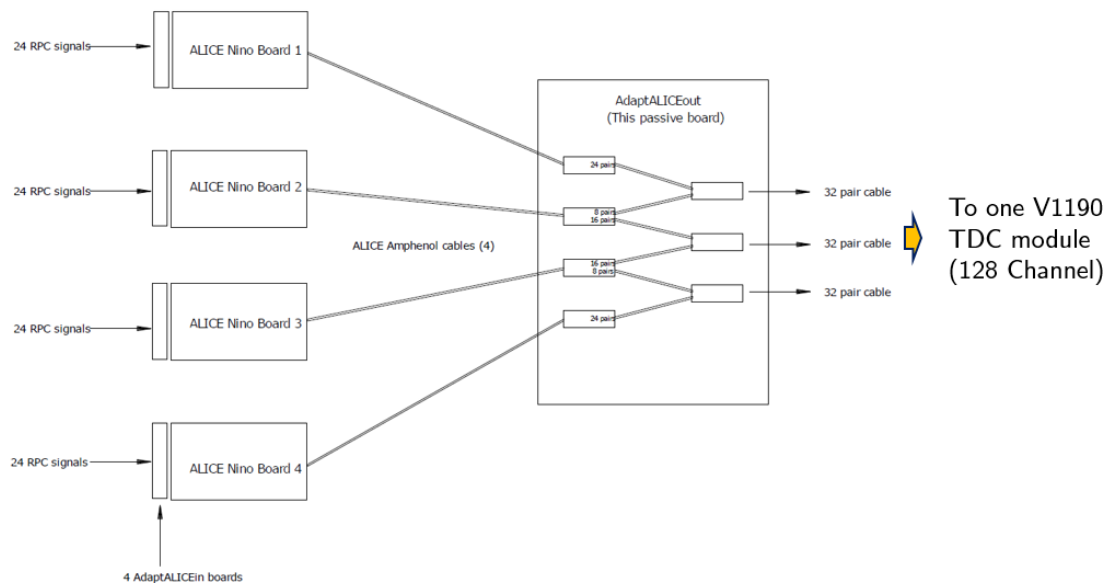 24 RPC signals
ALICE Nino Board 1
AdaptALICEout
(This passive board)
24 pairs
24 RPC signals
ALICE Nino Board 2
8 pairs
16 pairs
32 pair cable
ALICE Amphenol cables (4)
32 pair cable
To one V1190
TDC module
(128 Channel)
16 pairs
8 pairs
32 pair cable
24 RPC signals
ALICE Nino Board 3
24 pairs
24 RPC signals
ALICE Nino Board 4
4 AdaptALICEin boards